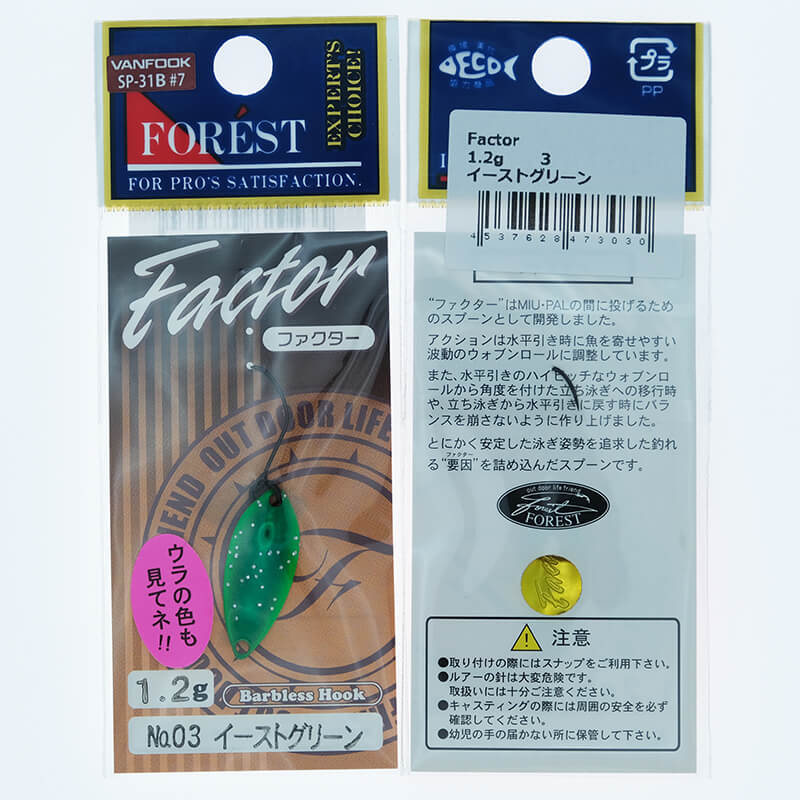 VANFOOK
SP-31B #7
EXPERT'S
CHOICE!
FORÉST
FOR PRO'S SATISFACTION.
Factor
ファクター
OUT DOOR LIFE
ウラの色も
見てネ!!
1.2g
Barbless Hook
No.03 イーストグリーン
ECO
プラ
PP
Factor
1.2g 3
イーストグリーン
4537628473030
“ファクター”はMIU・PALの間に投げるため
のスプーンとして開発しました。
アクションは水平引き時に魚を寄せやすい
波動のウォブンロールに調整しています。
また、水平引きのハイピッチなウォブンロ
ールから角度を付けた立ち泳ぎへの移行時
や、立ち泳ぎから水平引きに戻す時にバラ
ンスを崩さないように作り上げました。
とにかく安定した泳ぎ姿勢を追求した釣れ
ファクター
る“要因”を詰め込んだスプーンです。
out door life friend
Forest
FOREST
注意
●取り付けの際にはスナップをご利用下さい。
●ルアーの針は大変危険です。
取扱いには十分ご注意ください。
●キャスティングの際には周囲の安全を必ず
確認してください。
●幼児の手の届かない所に保管して下さい。